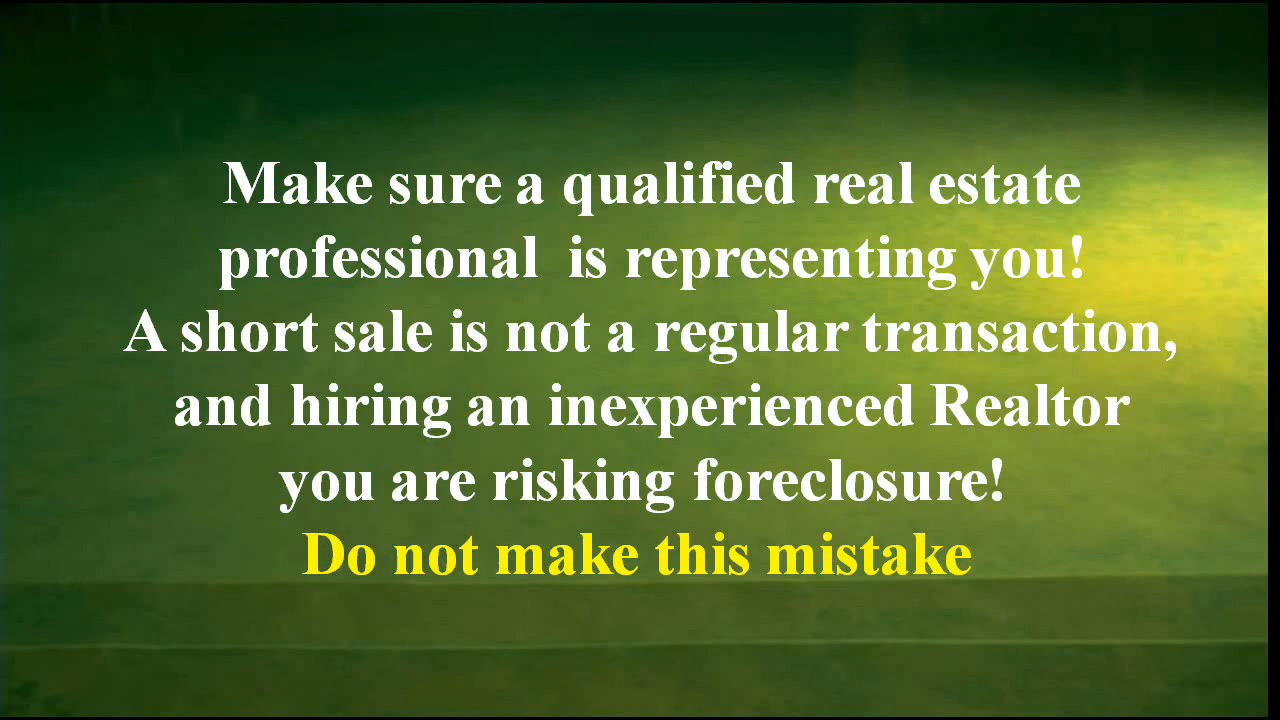 Make sure a qualified real estate
professional is representing you!
A short sale is not a regular transaction,
and hiring an inexperienced Realtor
you are risking foreclosure!
Do not make this mistake